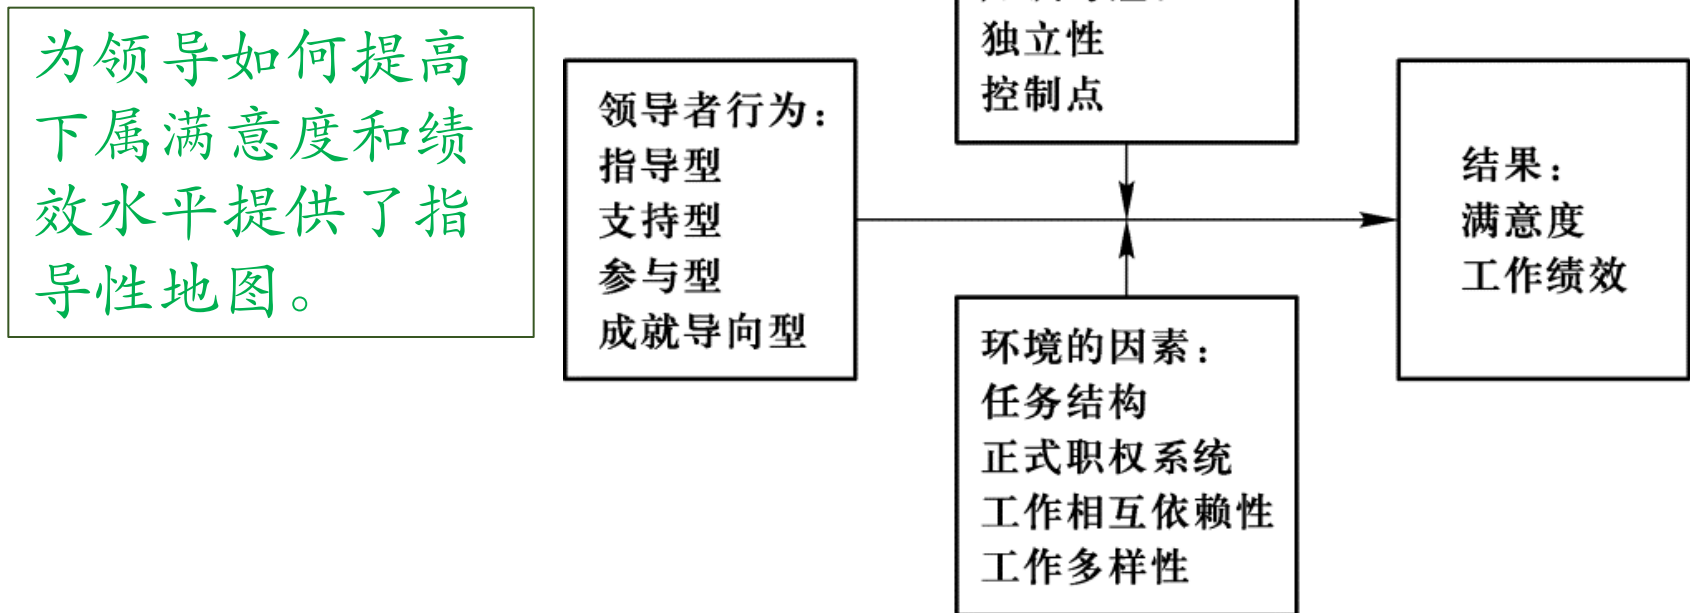 为领导如何提高
下属满意度和绩
效水平提供了指
导性地图。
领导者行为：
指导型
支持型
参与型
成就导向型
独立性
控制点
环境的因素：
任务结构
正式职权系统
工作相互依赖性
工作多样性
结果：
满意度
工作绩效